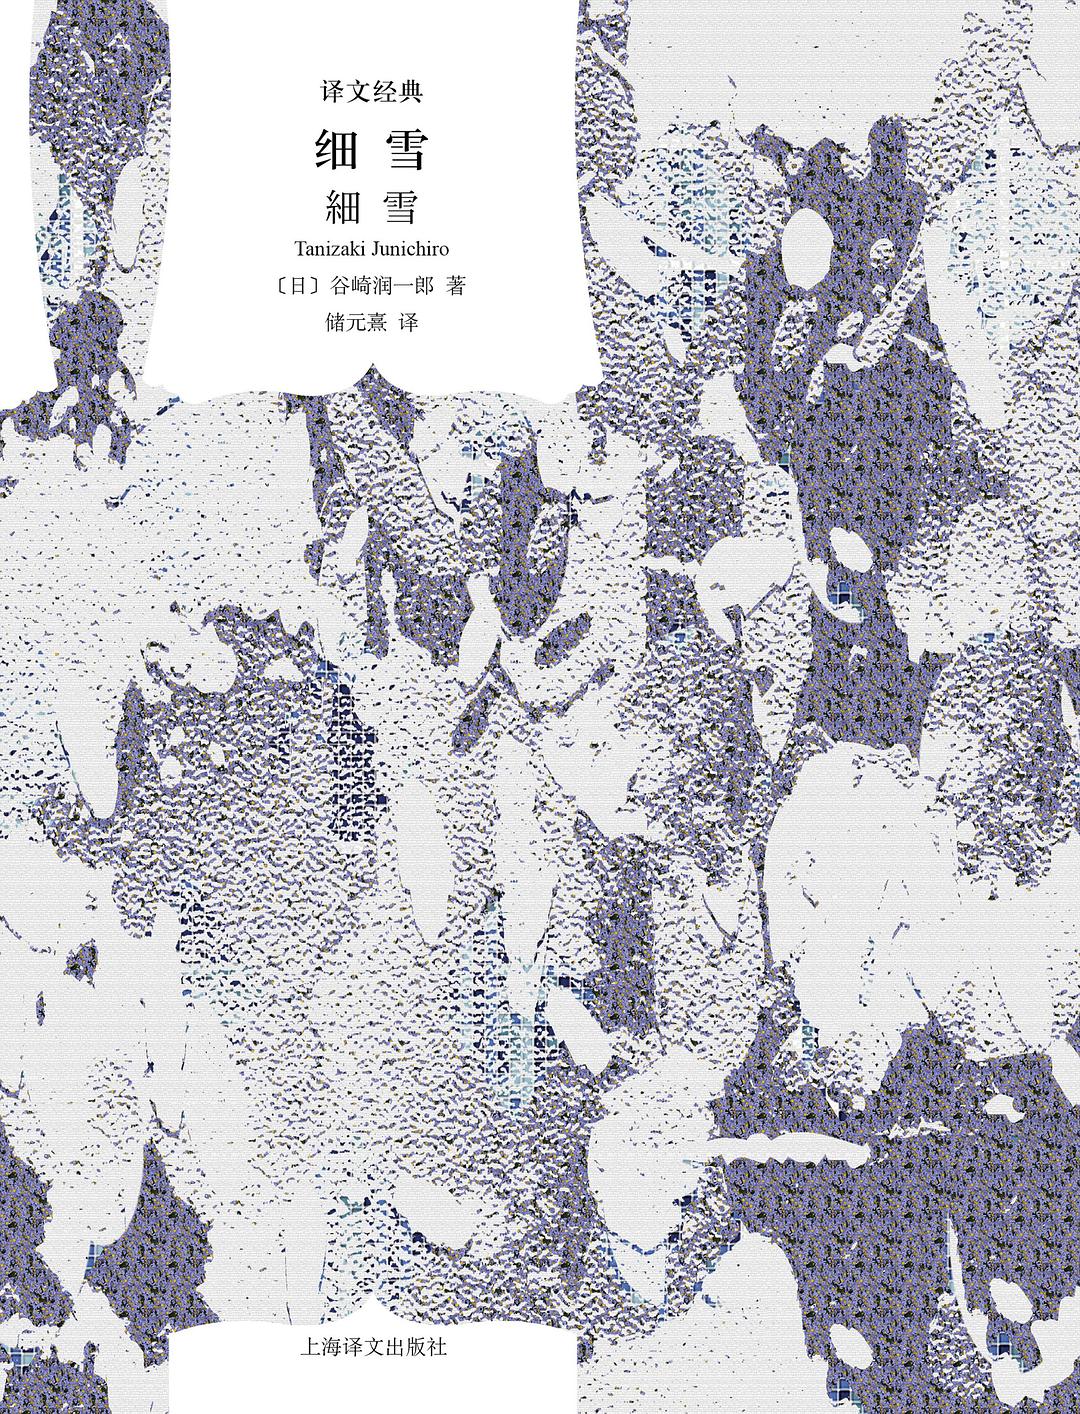 译文经典
细 雪
細 雪
Tanizaki Junichiro
〔日〕谷崎润一郎 著
储元熹 译
上海译文出版社